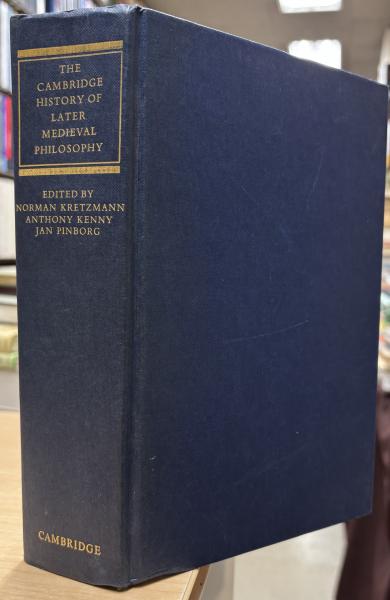 THE
CAMBRIDGE
HISTORY OF
LATER
MEDIEVAL
PHILOSOPHY
EDITED BY
NORMAN KRETZMANN
ANTHONY KENNY
JAN PINBORG
CAMBRIDGE